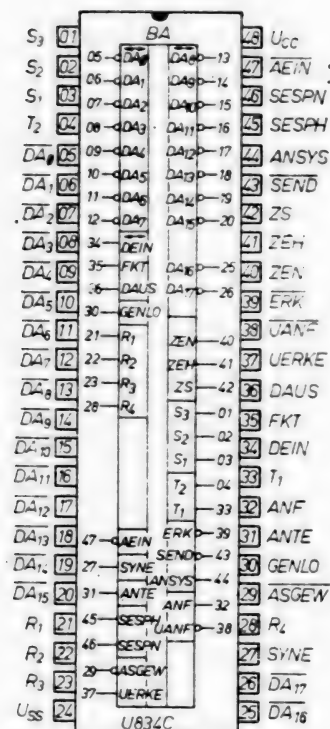 S3 01
S2 02
S1 03
T2 04
DA0 05
DA1 06
DA2 07
DA3 08
DA4 09
DA5 10
DA6 11
DA7 12
DA8 13
DA9 14
DA10 15
DA11 16
DA12 17
DA13 18
DA14 19
DA15 20
R1 21
R2 22
R3 23
USS 24
BA
05 DA0
06 DA1
07 DA2
08 DA3
09 DA4
10 DA5
11 DA6
12 DA7
34 DEIN
35 FKT
36 DAUS
30 GENLO
21 R1
22 R2
23 R3
28 R4
47 AEIN
27 SYNE
31 ANTE
45 SESPH
46 SESPN
29 ASGEW
37 UERKE
DA8 13
DA9 14
DA10 15
DA11 16
DA12 17
DA13 18
DA14 19
DA15 20
DA16 25
DA17 26
ZEN 40
ZEH 41
ZS 42
S3 01
S2 02
S1 03
T2 04
T1 33
ERK 39
SEND 43
ANSYS 44
ANF 32
UANF 38
U834C
48 UCC
47 AEIN
46 SESPN
45 SESPH
44 ANSYS
43 SEND
42 ZS
41 ZEH
40 ZEN
39 ERK
38 UANF
37 UERKE
36 DAUS
35 FKT
34 DEIN
33 T1
32 ANF
31 ANTE
30 GENLO
29 ASGEW
28 R4
27 SYNE
26 DA17
25 DA16